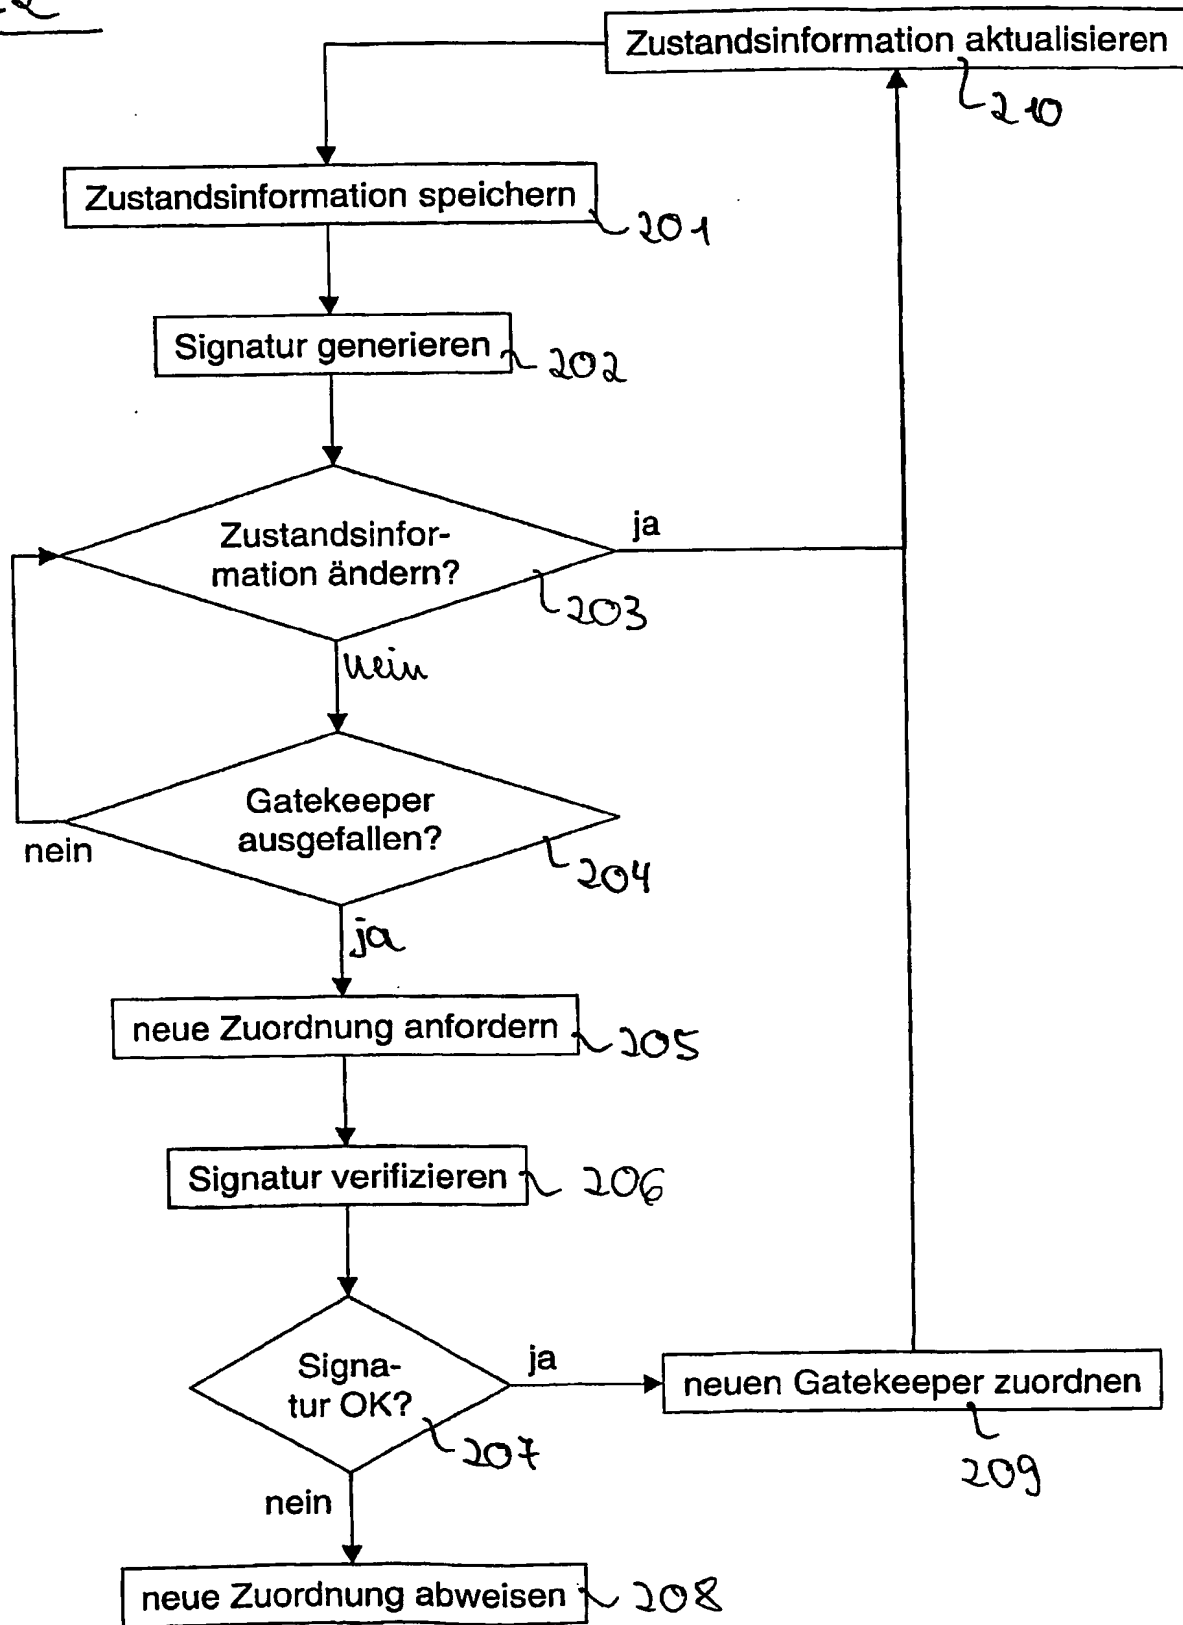 Zustandsinformation aktualisieren
210
Zustandsinformation speichern
201
Signatur generieren
202
Zustandsinfor-
mation ändern?
ja
203
nein
Gatekeeper
ausgefallen?
nein
204
ja
neue Zuordnung anfordern
205
Signatur verifizieren
206
Signa-
tur OK?
ja
neuen Gatekeeper zuordnen
207
209
nein
neue Zuordnung abweisen
208